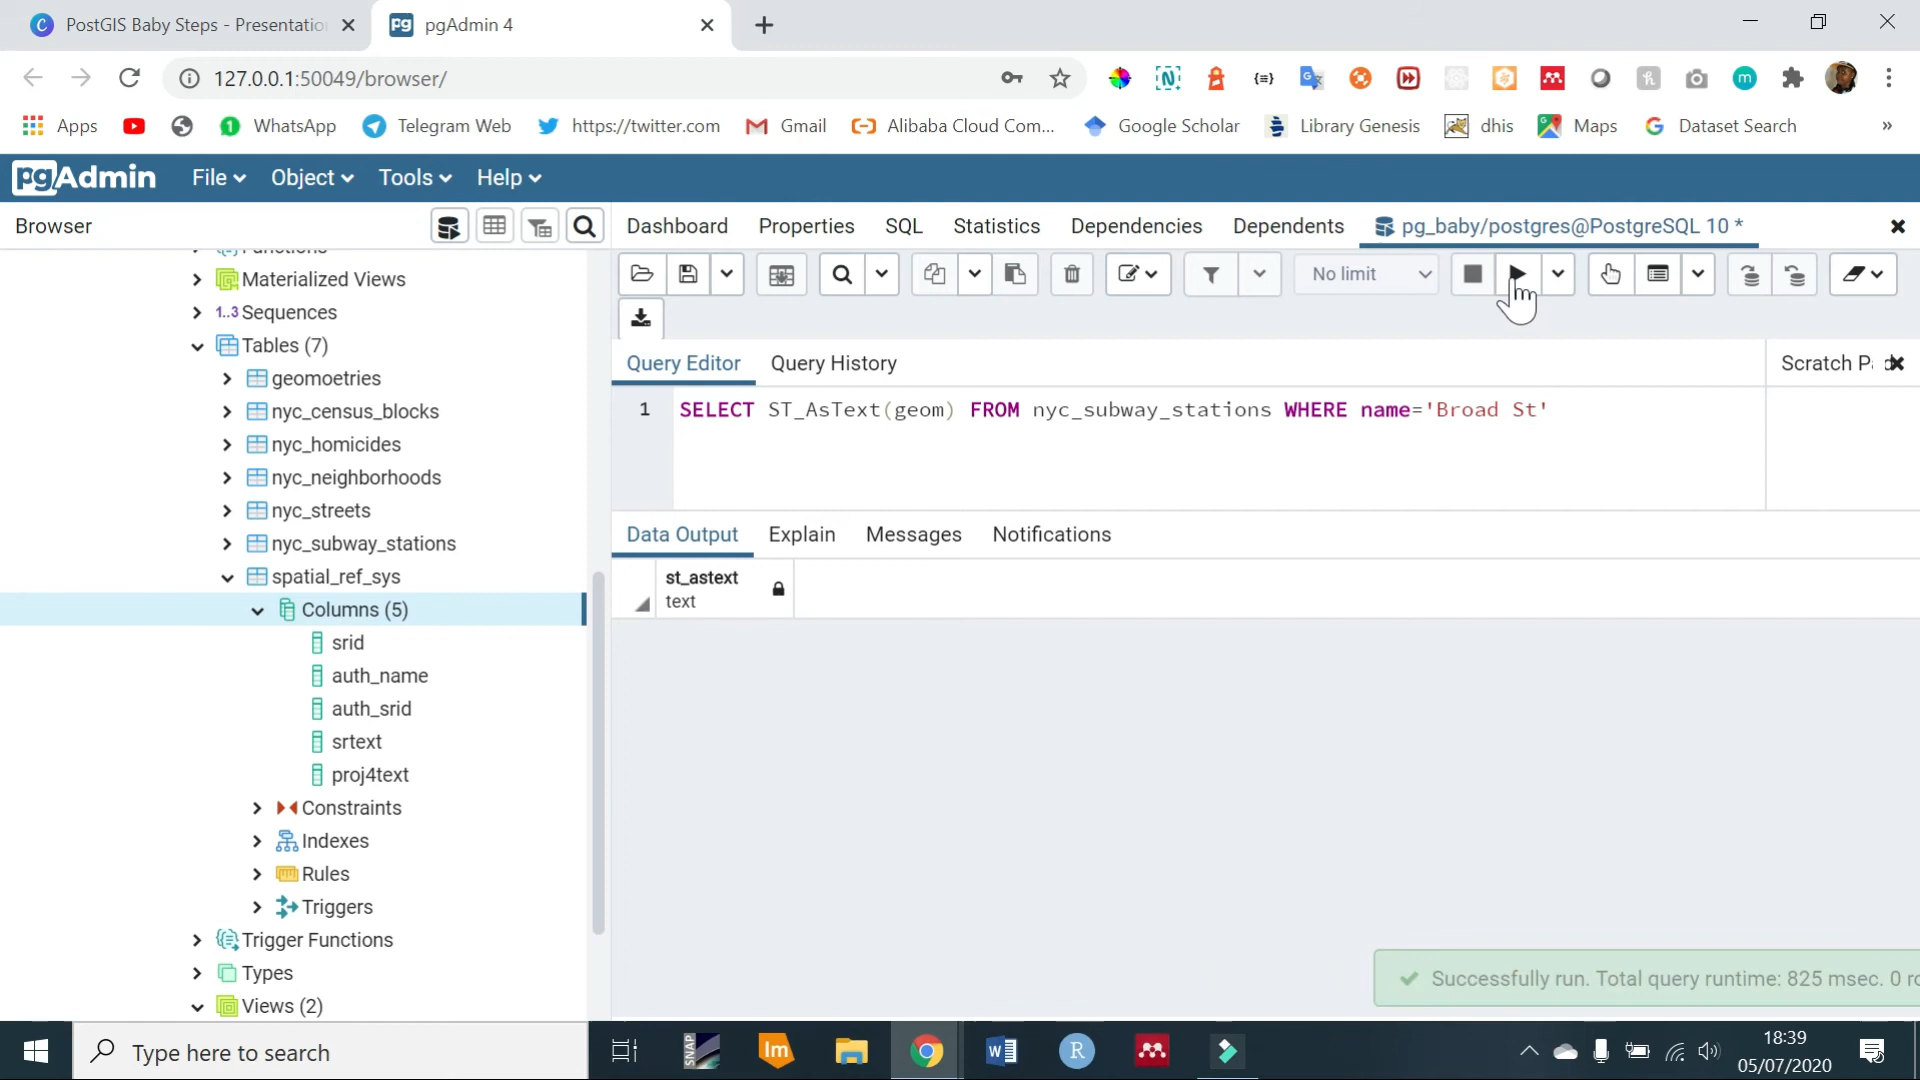 PostGIS Baby Steps - Presentatio
pgAdmin 4
127.0.0.1:50049/browser/
Apps
WhatsApp
Telegram Web
https://twitter.com
Gmail
Alibaba Cloud Com...
Google Scholar
Library Genesis
dhis
Maps
Dataset Search
»
pgAdmin
File
Object
Tools
Help
Browser
Dashboard
Properties
SQL
Statistics
Dependencies
Dependents
pg_baby/postgres@PostgreSQL 10 *
No limit
Query Editor
Query History
Scratch P
1
SELECT ST_AsText(geom) FROM nyc_subway_stations WHERE name='Broad St'
Data Output
Explain
Messages
Notifications
st_astext
text
Materialized Views
1..3 Sequences
Tables (7)
geomoetries
nyc_census_blocks
nyc_homicides
nyc_neighborhoods
nyc_streets
nyc_subway_stations
spatial_ref_sys
Columns (5)
srid
auth_name
auth_srid
srtext
proj4text
Constraints
Indexes
Rules
Triggers
Trigger Functions
Types
Views (2)
Successfully run. Total query runtime: 825 msec. 0 ro
Type here to search
SNAP
Im
R
18:39
05/07/2020